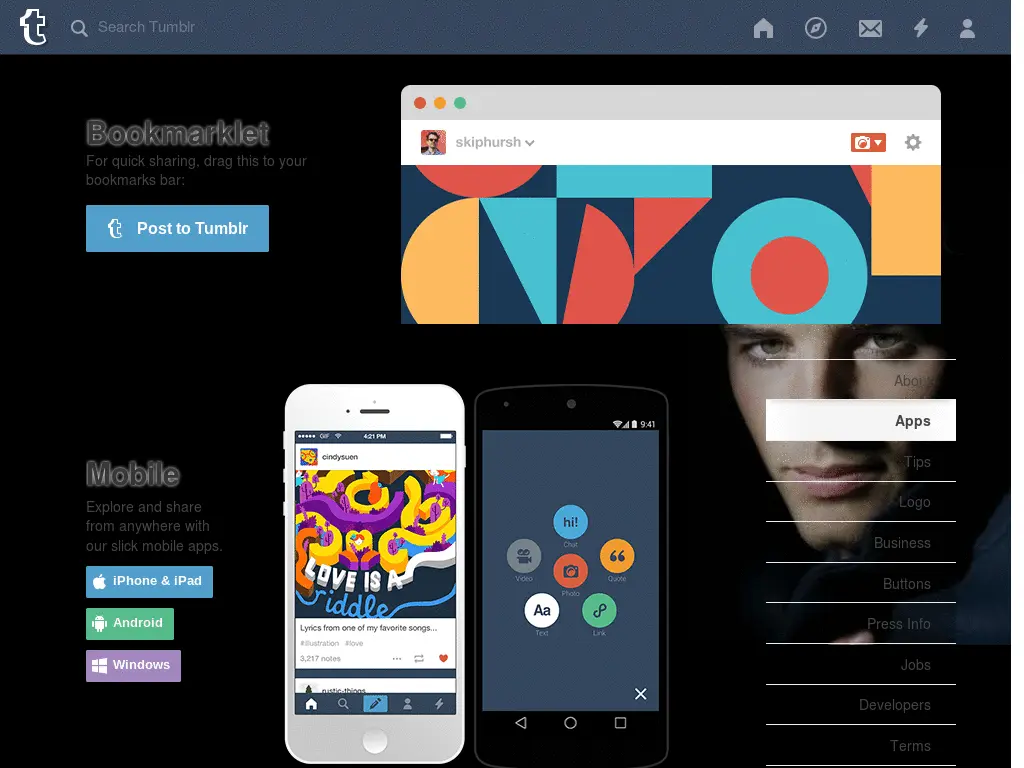 Search Tumblr
Bookmarklet
For quick sharing, drag this to your
bookmarks bar:
Post to Tumblr
skiphursh
Mobile
Explore and share
from anywhere with
our slick mobile apps.
iPhone & iPad
Android
Windows
GIF 4:21 PM
cindysuen
LOVE IS A
riddle
Lyrics from one of my favorite songs...
#illustration #love
3,217 notes
rustic-things
9:41
hi!
Chat
Video
Quote
Photo
Aa
Text
Link
About
Apps
Tips
Logo
Business
Buttons
Press Info
Jobs
Developers
Terms